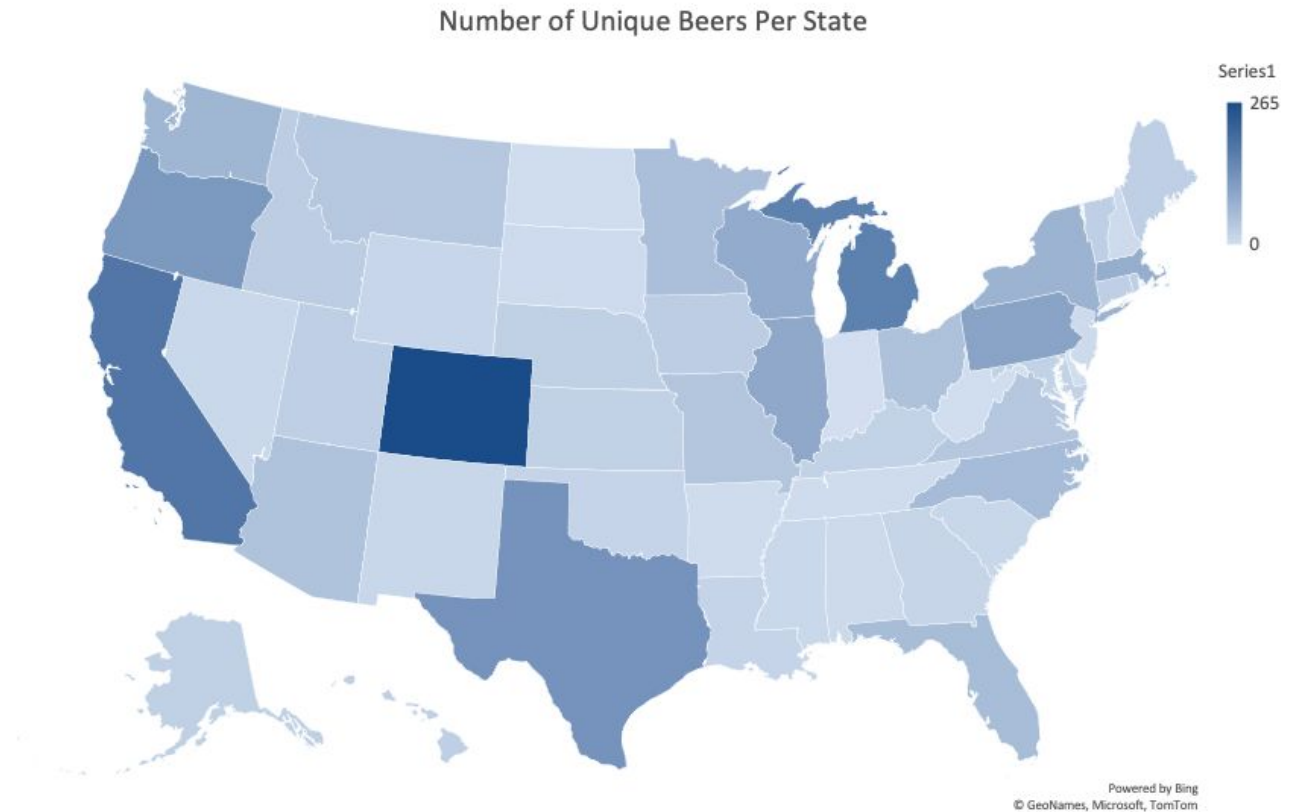 Number of Unique Beers Per State
Series1
265
0
Powered by Bing
© GeoNames, Microsoft, TomTom